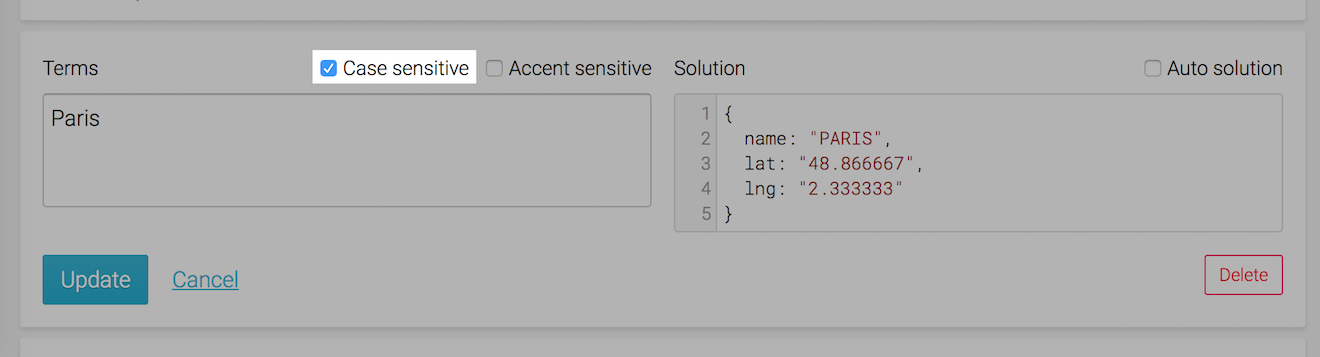 Terms
Case sensitive
Accent sensitive
Solution
Auto solution
Paris
1 {
2 name: "PARIS",
3 lat: "48.866667",
4 lng: "2.333333"
5 }
Update
Cancel
Delete